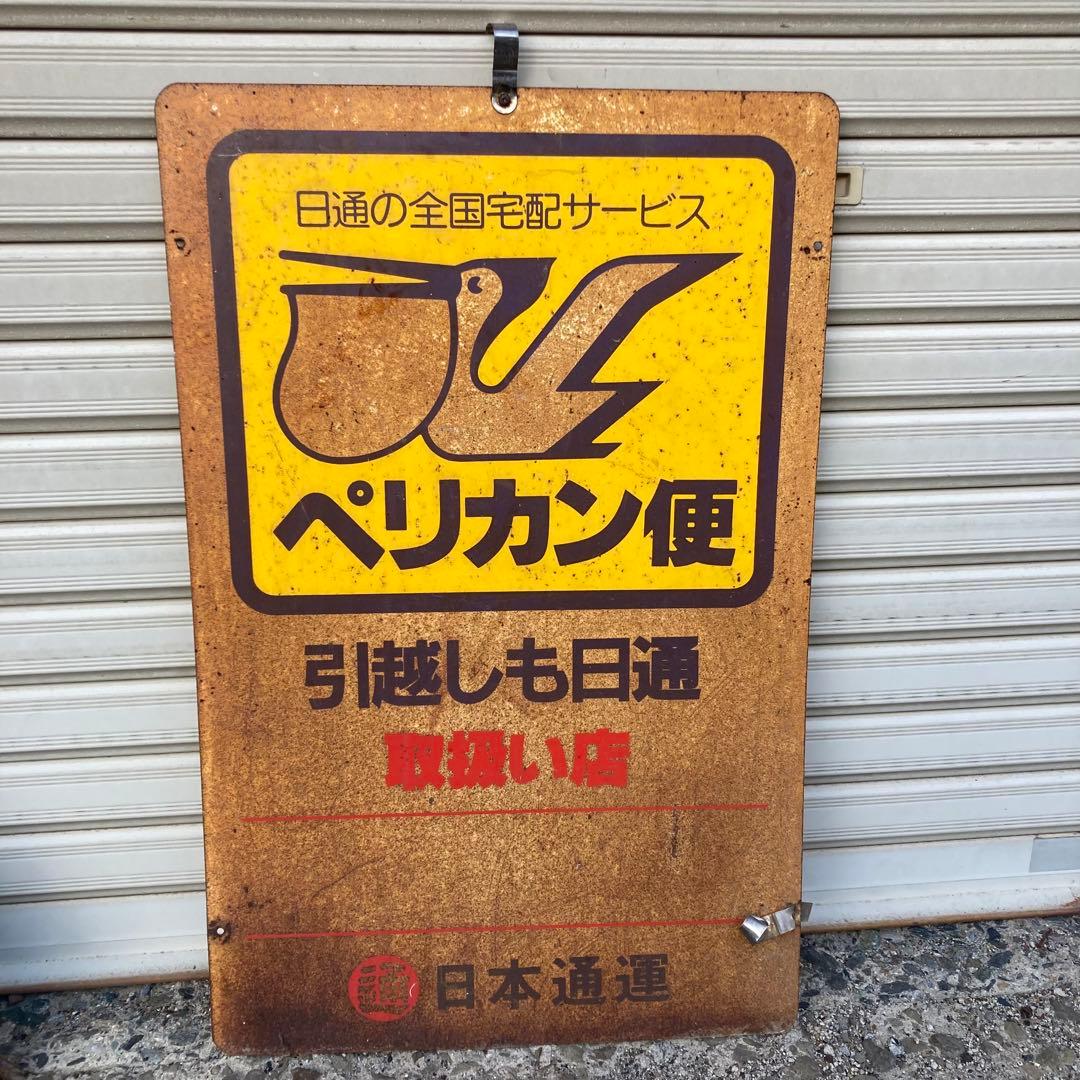 日通の全国宅配サービス
ペリカン便
引越しも日通
取扱い店
通 日本通運